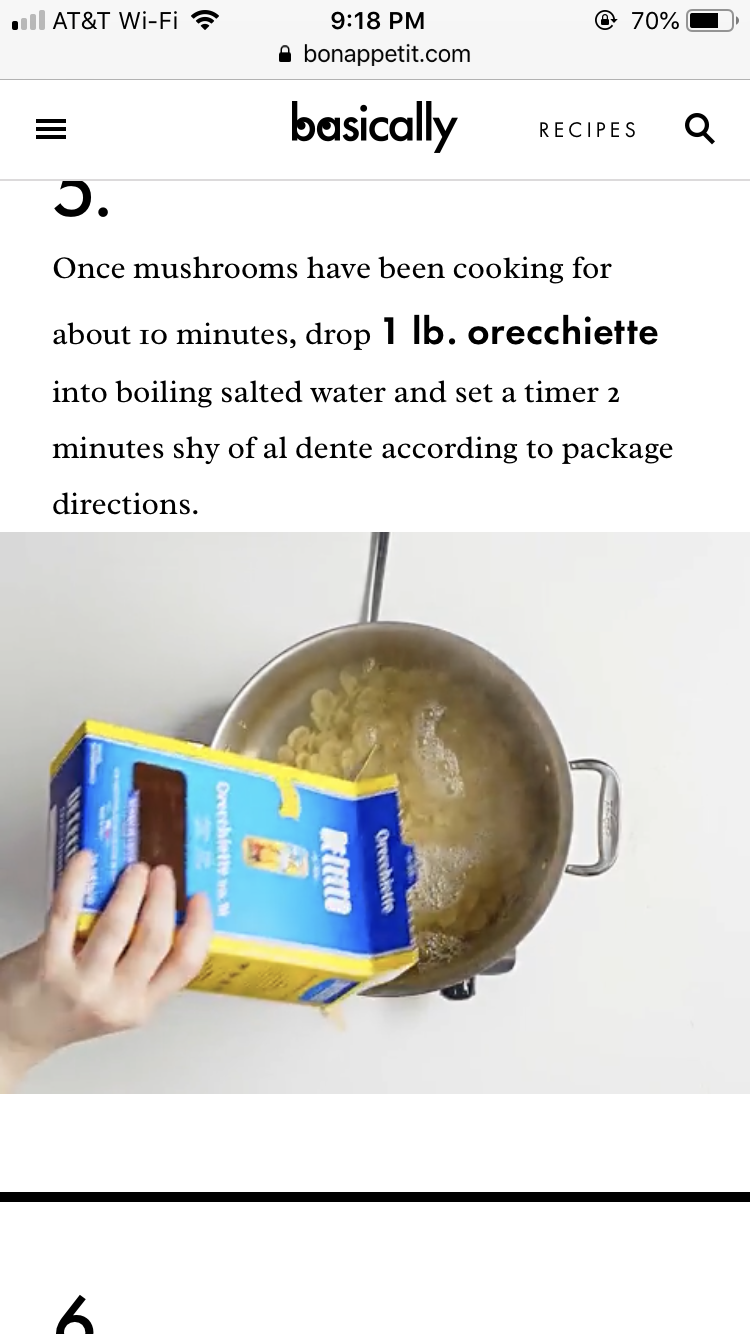 AT&T Wi-Fi 9:18 PM 70%
bonappetit.com
basically RECIPES
5.
Once mushrooms have been cooking for
about 10 minutes, drop 1 lb. orecchiette
into boiling salted water and set a timer 2
minutes shy of al dente according to package
directions.
Orecchiette
Orecchiette
6